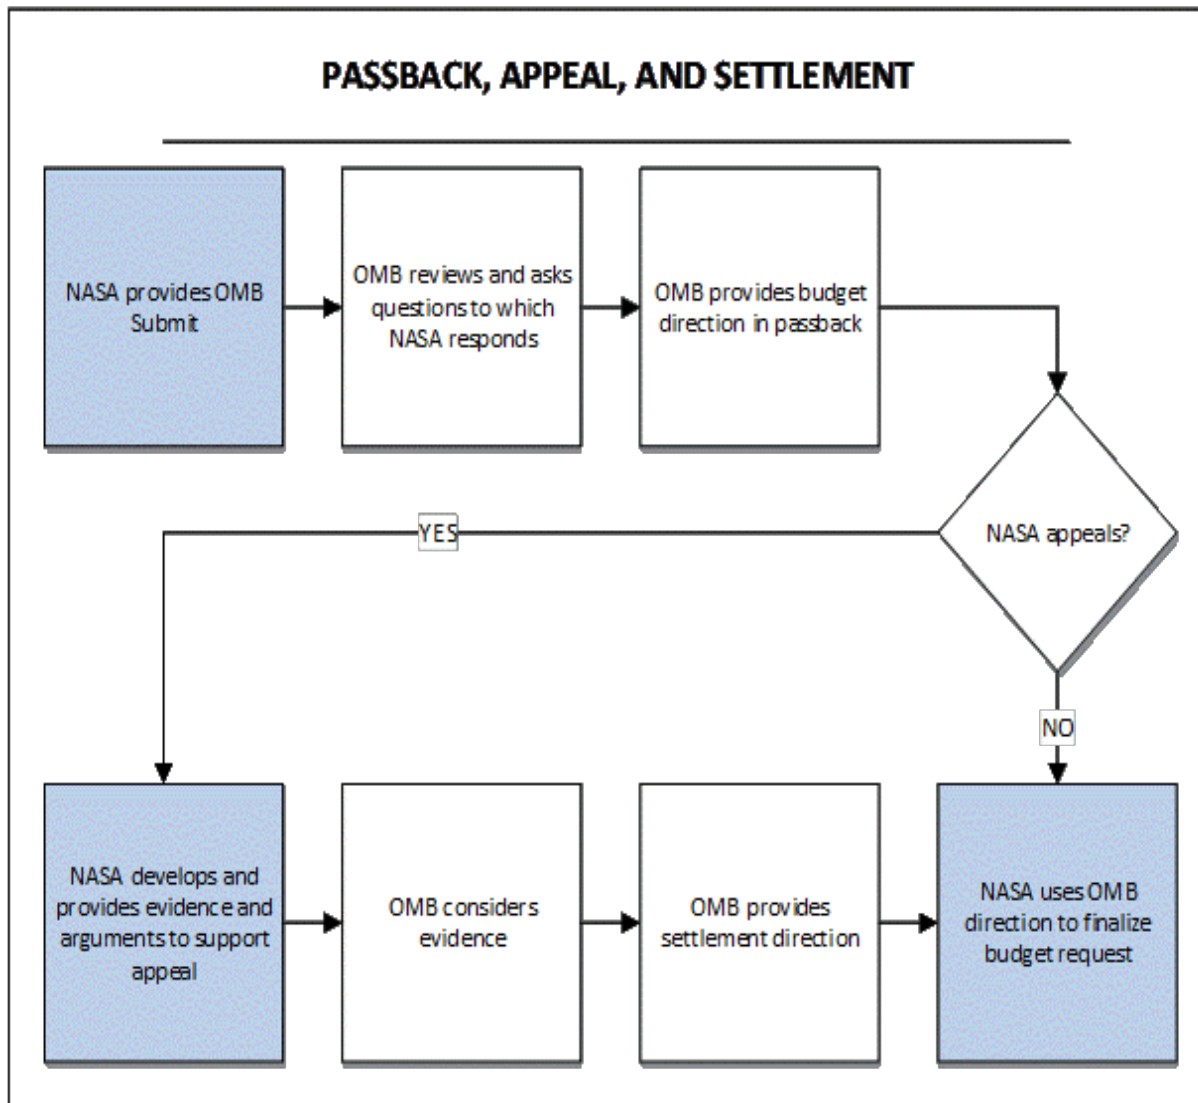 PASSBACK, APPEAL, AND SETTLEMENT
NASA provides OMB
Submit
OMB reviews and asks
questions to which
NASA responds
OMB provides budget
direction in passback
NASA appeals?
YES
NO
NASA develops and
provides evidence and
arguments to support
appeal
OMB considers
evidence
OMB provides
settlement direction
NASA uses OMB
direction to finalize
budget request